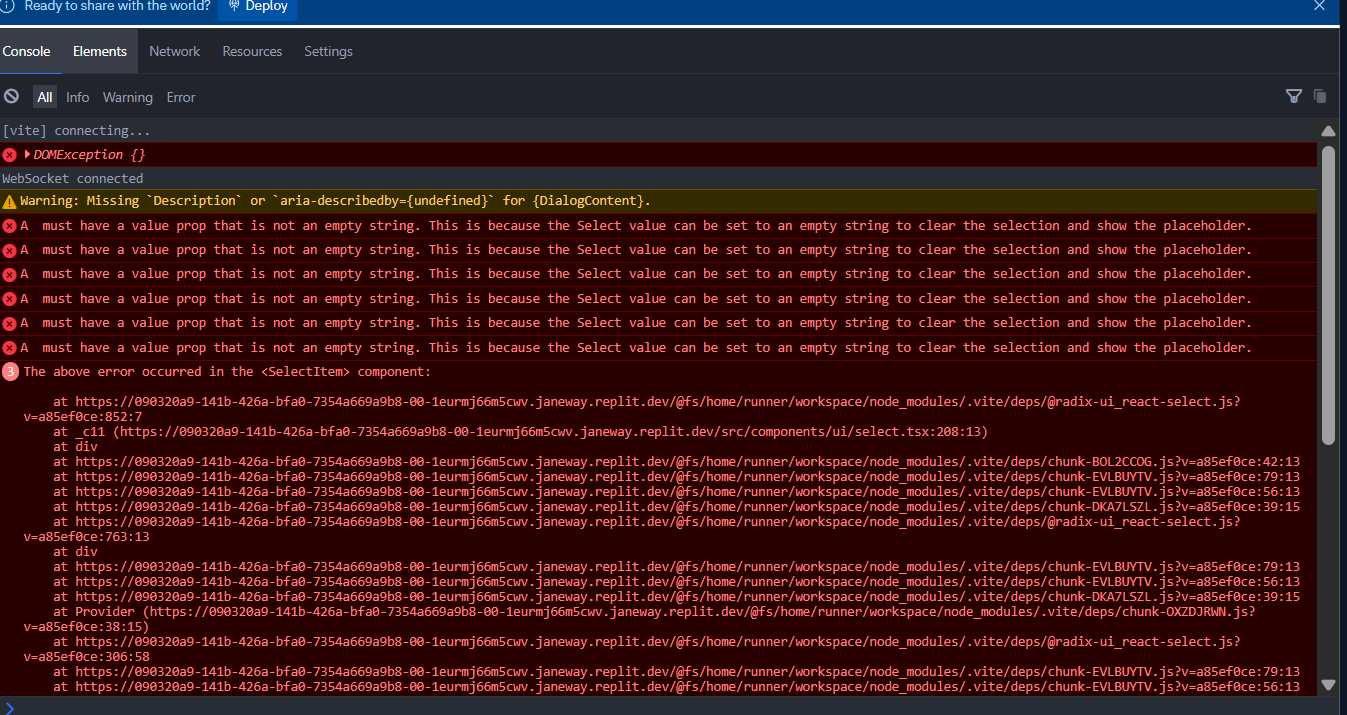 Ready to share with the world? Deploy
Console Elements Network Resources Settings
All Info Warning Error
[vite] connecting...
DOMException {}
WebSocket connected
Warning: Missing `Description` or `aria-describedby={undefined}` for {DialogContent}.
A  must have a value prop that is not an empty string. This is because the Select value can be set to an empty string to clear the selection and show the placeholder.
A  must have a value prop that is not an empty string. This is because the Select value can be set to an empty string to clear the selection and show the placeholder.
A  must have a value prop that is not an empty string. This is because the Select value can be set to an empty string to clear the selection and show the placeholder.
A  must have a value prop that is not an empty string. This is because the Select value can be set to an empty string to clear the selection and show the placeholder.
A  must have a value prop that is not an empty string. This is because the Select value can be set to an empty string to clear the selection and show the placeholder.
A  must have a value prop that is not an empty string. This is because the Select value can be set to an empty string to clear the selection and show the placeholder.
3 The above error occurred in the <SelectItem> component:
at https://090320a9-141b-426a-bfa0-7354a669a9b8-00-1eurmj66m5cwv.janeway.replit.dev/@fs/home/runner/workspace/node_modules/.vite/deps/@radix-ui_react-select.js?
v=a85ef0ce:852:7
at _c11 (https://090320a9-141b-426a-bfa0-7354a669a9b8-00-1eurmj66m5cwv.janeway.replit.dev/src/components/ui/select.tsx:208:13)
at div
at https://090320a9-141b-426a-bfa0-7354a669a9b8-00-1eurmj66m5cwv.janeway.replit.dev/@fs/home/runner/workspace/node_modules/.vite/deps/chunk-BOL2CCOG.js?v=a85ef0ce:42:13
at https://090320a9-141b-426a-bfa0-7354a669a9b8-00-1eurmj66m5cwv.janeway.replit.dev/@fs/home/runner/workspace/node_modules/.vite/deps/chunk-EVLBUYTV.js?v=a85ef0ce:79:13
at https://090320a9-141b-426a-bfa0-7354a669a9b8-00-1eurmj66m5cwv.janeway.replit.dev/@fs/home/runner/workspace/node_modules/.vite/deps/chunk-EVLBUYTV.js?v=a85ef0ce:56:13
at https://090320a9-141b-426a-bfa0-7354a669a9b8-00-1eurmj66m5cwv.janeway.replit.dev/@fs/home/runner/workspace/node_modules/.vite/deps/chunk-DKA7LSZL.js?v=a85ef0ce:39:15
at https://090320a9-141b-426a-bfa0-7354a669a9b8-00-1eurmj66m5cwv.janeway.replit.dev/@fs/home/runner/workspace/node_modules/.vite/deps/@radix-ui_react-select.js?
v=a85ef0ce:763:13
at div
at https://090320a9-141b-426a-bfa0-7354a669a9b8-00-1eurmj66m5cwv.janeway.replit.dev/@fs/home/runner/workspace/node_modules/.vite/deps/chunk-EVLBUYTV.js?v=a85ef0ce:79:13
at https://090320a9-141b-426a-bfa0-7354a669a9b8-00-1eurmj66m5cwv.janeway.replit.dev/@fs/home/runner/workspace/node_modules/.vite/deps/chunk-EVLBUYTV.js?v=a85ef0ce:56:13
at https://090320a9-141b-426a-bfa0-7354a669a9b8-00-1eurmj66m5cwv.janeway.replit.dev/@fs/home/runner/workspace/node_modules/.vite/deps/chunk-DKA7LSZL.js?v=a85ef0ce:39:15
at Provider (https://090320a9-141b-426a-bfa0-7354a669a9b8-00-1eurmj66m5cwv.janeway.replit.dev/@fs/home/runner/workspace/node_modules/.vite/deps/chunk-OXZDJRWN.js?
v=a85ef0ce:38:15)
at https://090320a9-141b-426a-bfa0-7354a669a9b8-00-1eurmj66m5cwv.janeway.replit.dev/@fs/home/runner/workspace/node_modules/.vite/deps/@radix-ui_react-select.js?
v=a85ef0ce:306:58
at https://090320a9-141b-426a-bfa0-7354a669a9b8-00-1eurmj66m5cwv.janeway.replit.dev/@fs/home/runner/workspace/node_modules/.vite/deps/chunk-EVLBUYTV.js?v=a85ef0ce:79:13
at https://090320a9-141b-426a-bfa0-7354a669a9b8-00-1eurmj66m5cwv.janeway.replit.dev/@fs/home/runner/workspace/node_modules/.vite/deps/chunk-EVLBUYTV.js?v=a85ef0ce:56:13